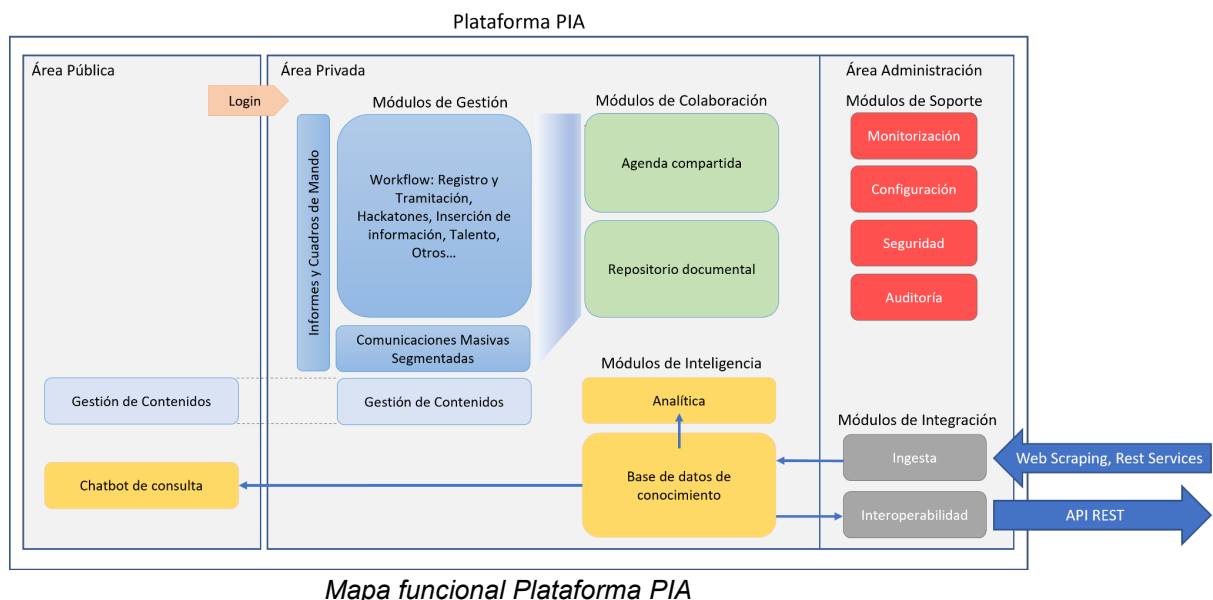 Plataforma PIA
Área Pública
Área Privada
Área Administración
Login
Módulos de Gestión
Módulos de Colaboración
Módulos de Soporte
Informes y Cuadros de Mando
Workflow: Registro y
Tramitación,
Hackatones, Inserción de
información, Talento,
Otros...
Agenda compartida
Repositorio documental
Monitorización
Configuración
Seguridad
Auditoría
Comunicaciones Masivas
Segmentadas
Módulos de Inteligencia
Gestión de Contenidos
Gestión de Contenidos
Analítica
Módulos de Integración
Chatbot de consulta
Base de datos de
conocimiento
Ingesta
Web Scraping, Rest Services
Interoperabilidad
API REST
Mapa funcional Plataforma PIA